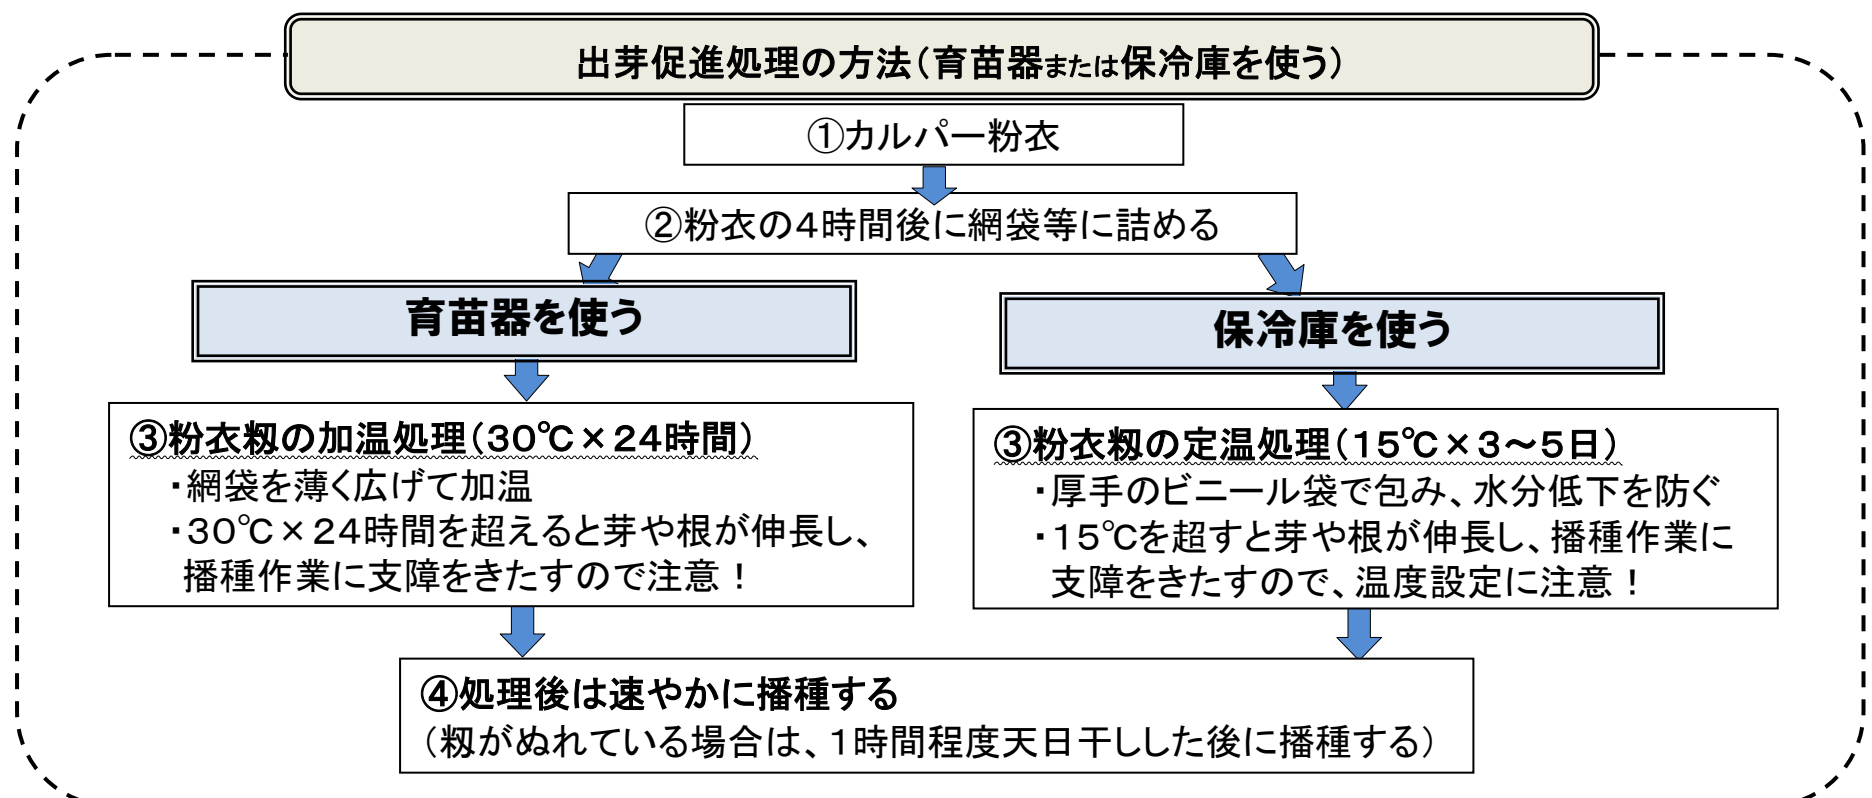 出芽促進処理の方法(育苗器または保冷庫を使う)
①カルパー粉衣
②粉衣の4時間後に網袋等に詰める
育苗器を使う
③粉衣籾の加温処理(30℃×24時間)
・網袋を薄く広げて加温
・30℃×24時間を超えると芽や根が伸長し、
播種作業に支障をきたすので注意!
保冷庫を使う
③粉衣籾の定温処理(15℃×3~5日)
・厚手のビニール袋で包み、水分低下を防ぐ
・15℃を超すと芽や根が伸長し、播種作業に
支障をきたすので、温度設定に注意!
④処理後は速やかに播種する
(籾がぬれている場合は、1時間程度天日干しした後に播種する)